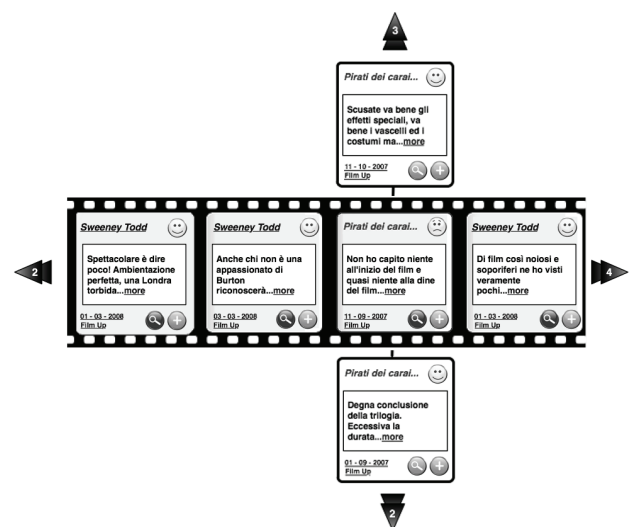 3
Pirati dei carai...
Scusate va bene gli
effetti speciali, va
bene i vascelli ed i
costumi ma...more
11 - 10 - 2007
Film Up
2
Sweeney Todd
Spettacolare è dire
poco! Ambientazione
perfetta, una Londra
torbida...more
01 - 03 - 2008
Film Up
Sweeney Todd
Anche chi non è una
appassionato di
Burton
riconoscerà...more
03 - 03 - 2008
Film Up
Pirati dei carai...
Non ho capito niente
all'inizio del film e
quasi niente alla dine
del film...more
11 - 09 - 2007
Film Up
Sweeney Todd
Di film così noiosi e
soporiferi ne ho visti
veramente
pochi...more
01 - 03 - 2008
Film Up
4
Pirati dei carai...
Degna conclusione
della trilogia.
Eccessiva la
durata...more
01 - 09 - 2007
Film Up
2